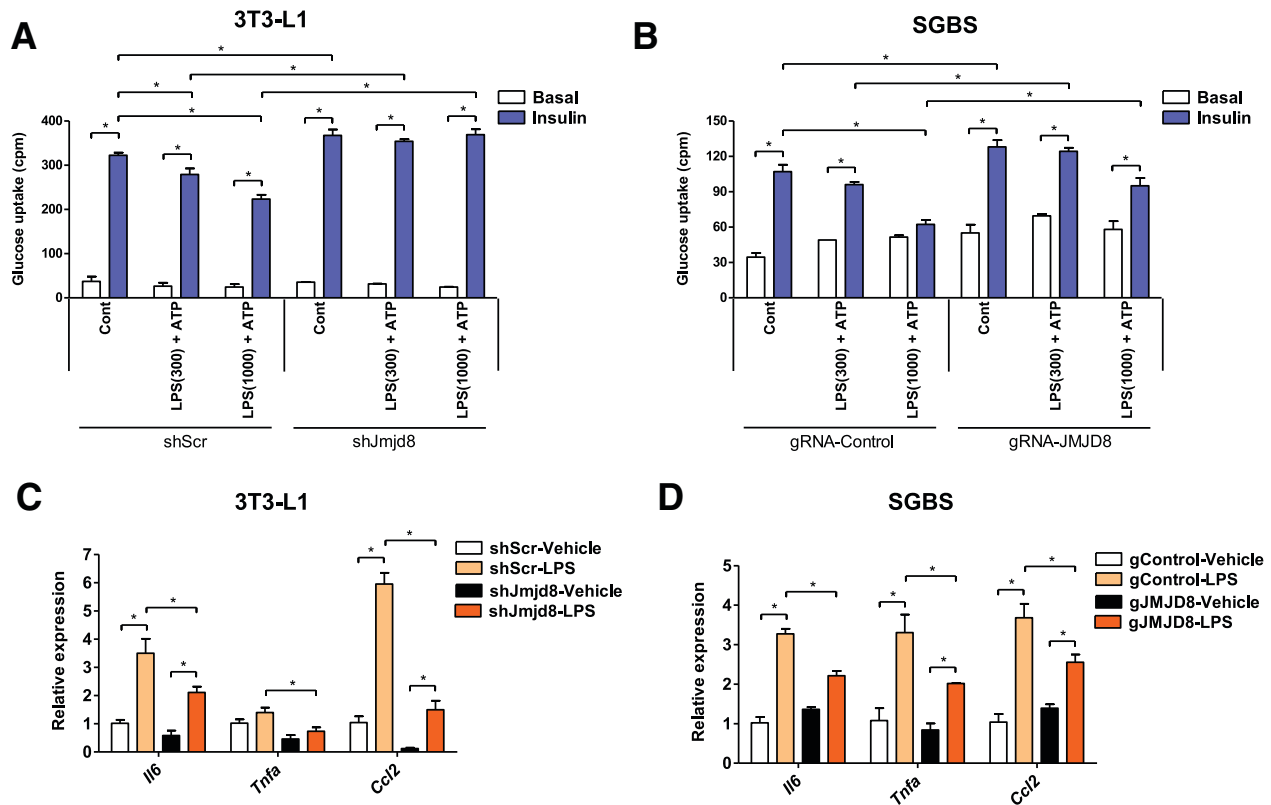 A
3T3-L1
* * * * * * * * * * *
Basal
Insulin
Glucose uptake (cpm)
400
300
200
100
0
Cont
LPS(300) + ATP
LPS(1000) + ATP
Cont
LPS(300) + ATP
LPS(1000) + ATP
shScr
shJmjd8
B
SGBS
* * * * * * * * *
Basal
Insulin
Glucose uptake (cpm)
150
120
90
60
30
0
Cont
LPS(300) + ATP
LPS(1000) + ATP
Cont
LPS(300) + ATP
LPS(1000) + ATP
gRNA-Control
gRNA-JMJD8
C
3T3-L1
shScr-Vehicle
shScr-LPS
shJmjd8-Vehicle
shJmjd8-LPS
* * * * * * *
Relative expression
7
6
5
4
3
2
1
0
Il6
Tnfa
Ccl2
D
SGBS
gControl-Vehicle
gControl-LPS
gJMJD8-Vehicle
gJMJD8-LPS
* * * * * * * *
Relative expression
5
4
3
2
1
0
Il6
Tnfa
Ccl2